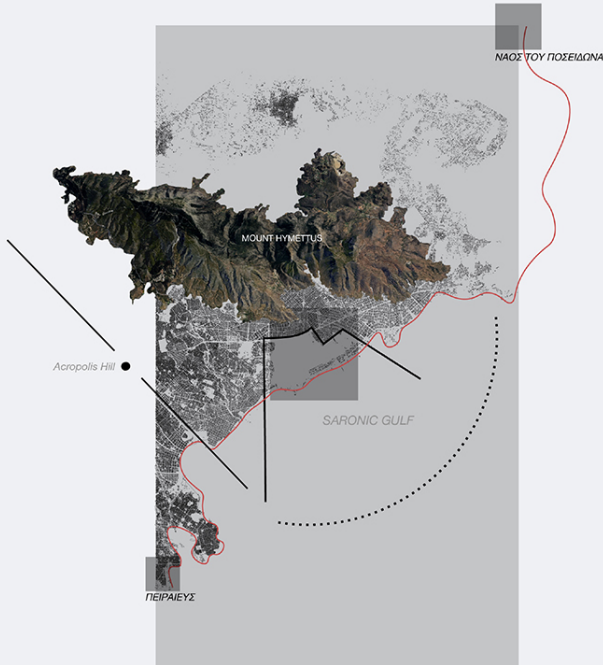 ΝΑΟΣ ΤΟΥ ΠΟΣΕΙΔΩΝΑ
MOUNT HYMETTUS
Acropolis Hill
SARONIC GULF
ΠΕΙΡΑΙΕΥΣ